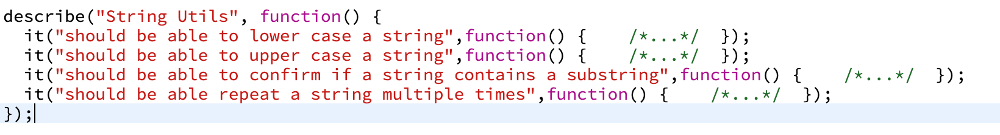 describe("String Utils", function() {
  it("should be able to lower case a string",function() {    /*...*/  });
  it("should be able to upper case a string",function() {    /*...*/  });
  it("should be able to confirm if a string contains a substring",function() {    /*...*/  });
  it("should be able repeat a string multiple times",function() {    /*...*/  });
});